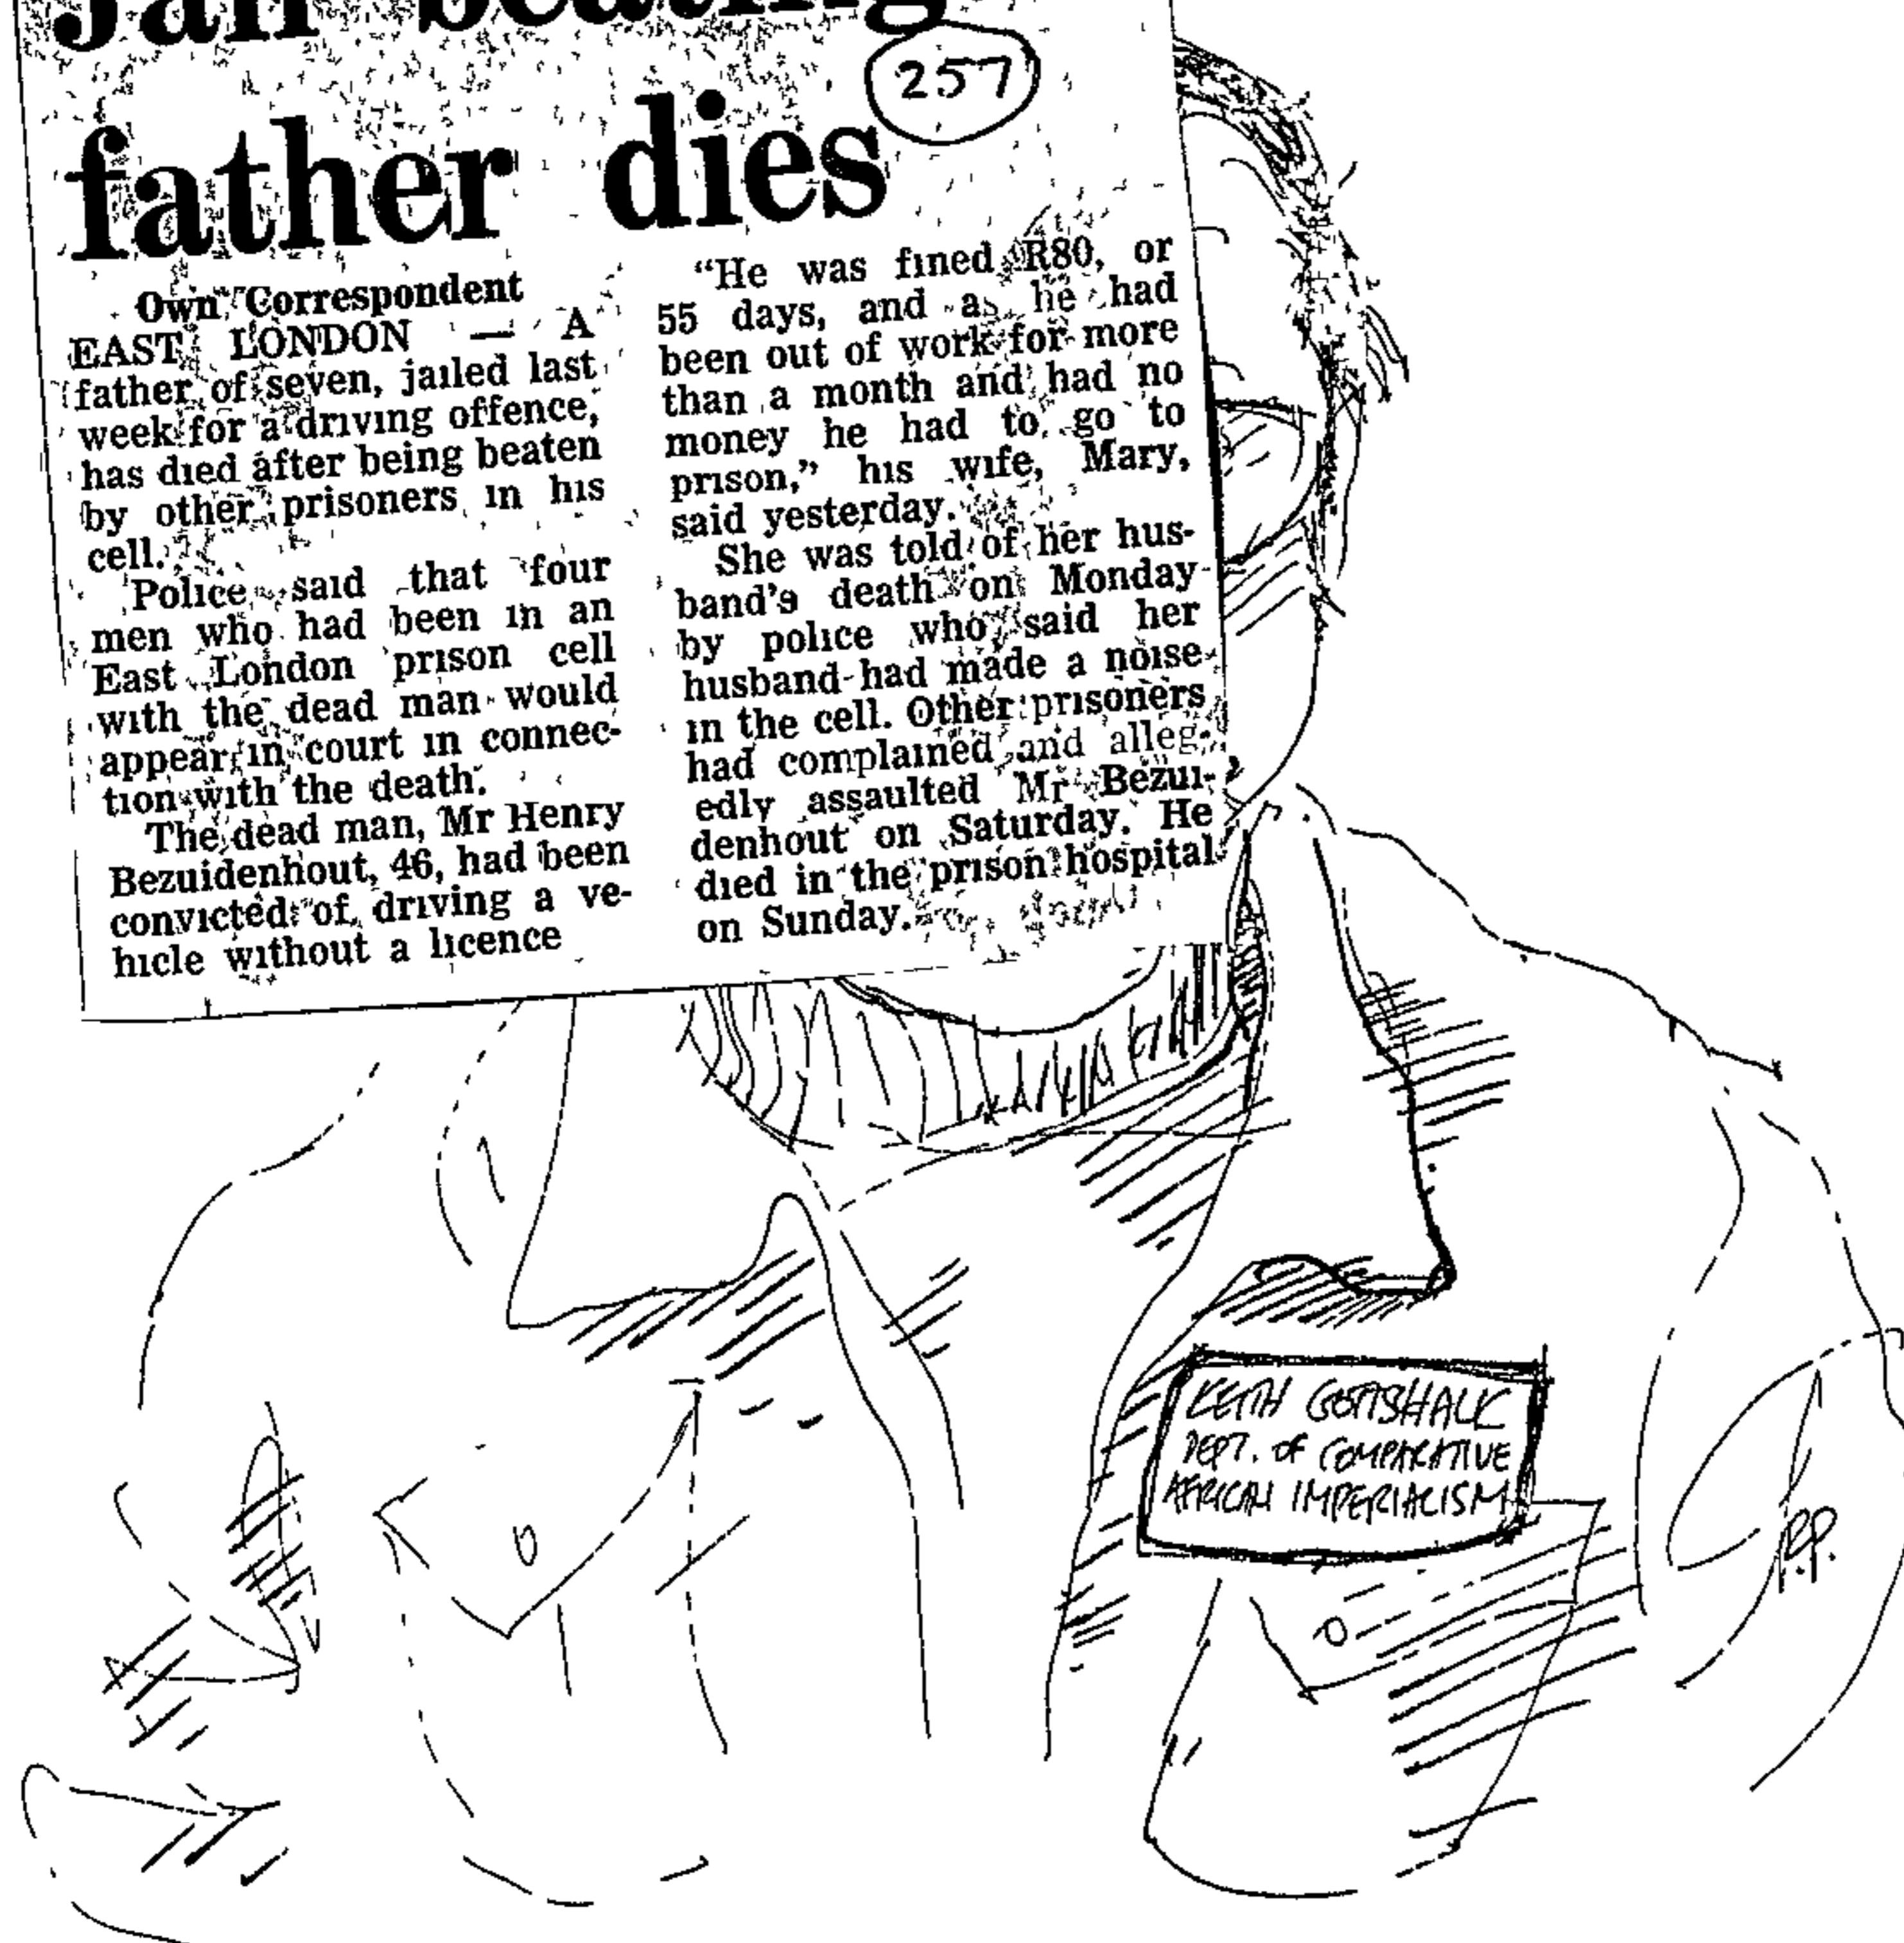 Jail beating
257
father dies
Own Correspondent
EAST LONDON — A
father of seven, jailed last
week for a driving offence,
has died after being beaten
by other prisoners in his
cell.
Police said that four
men who had been in an
East London prison cell
with the dead man would
appear in court in connec-
tion with the death.
The dead man, Mr Henry
Bezuidenhout, 46, had been
convicted of driving a ve-
hicle without a licence
"He was fined R80, or
55 days, and as he had
been out of work for more
than a month and had no
money he had to go to
prison," his wife, Mary,
said yesterday.
She was told of her hus-
band's death on Monday
by police who said her
husband had made a noise
in the cell. Other prisoners
had complained and alleg-
edly assaulted Mr Bezui-
denhout on Saturday. He
died in the prison hospital
on Sunday.
KEITH GOTTSHALK
DEPT. OF COMPARATIVE
AFRICAN IMPERIALISM
P.P.